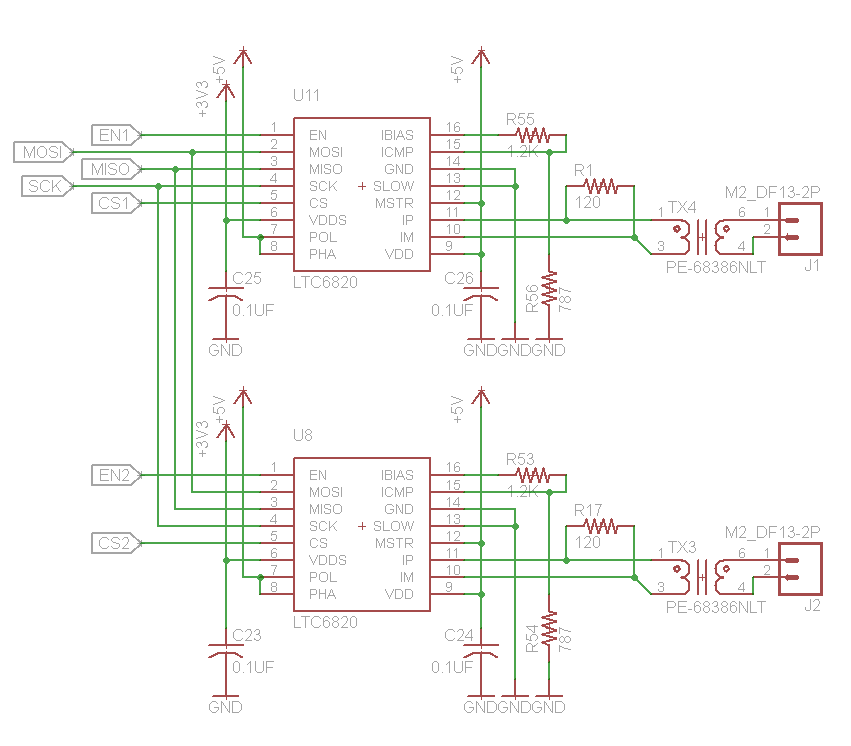 +5V
+3V3
U11
+5V
EN1
MOSI
MISO
SCK
CS1
1
2
3
4
5
6
7
8
EN
MOSI
MISO
SCK
CS
VDDS
POL
PHA
IBIAS
ICMP
GND
SLOW
MSTR
IP
IM
VDD
16
15
14
13
12
11
10
9
LTC6820
R55
1.2K
R1
120
TX4
1
3
6
4
PE-68386NLT
M2_DF13-2P
1
2
J1
C25
0.1UF
GND
C26
0.1UF
R56
787
GND
GND
GND
+5V
+3V3
U8
+5V
EN2
CS2
1
2
3
4
5
6
7
8
EN
MOSI
MISO
SCK
CS
VDDS
POL
PHA
IBIAS
ICMP
GND
SLOW
MSTR
IP
IM
VDD
16
15
14
13
12
11
10
9
LTC6820
R53
1.2K
R17
120
TX3
1
3
6
4
PE-68386NLT
M2_DF13-2P
1
2
J2
C23
0.1UF
GND
C24
0.1UF
R54
787
GND
GND
GND